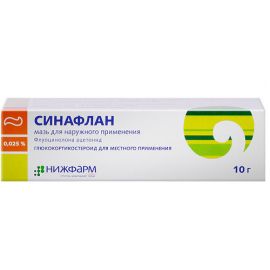 СИНАФЛАН
мазь для наружного применения
Флуоцинолона ацетонид
0,025 %
ГЛЮКОКОРТИКОСТЕРОИД ДЛЯ МЕСТНОГО ПРИМЕНЕНИЯ
НИЖФАРМ
10 г